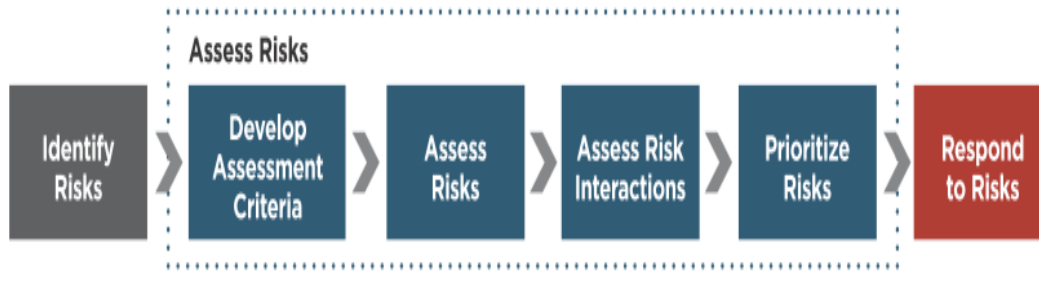 Assess Risks
Identify
Risks
Develop
Assessment
Criteria
Assess
Risks
Assess Risk
Interactions
Prioritize
Risks
Respond
to Risks